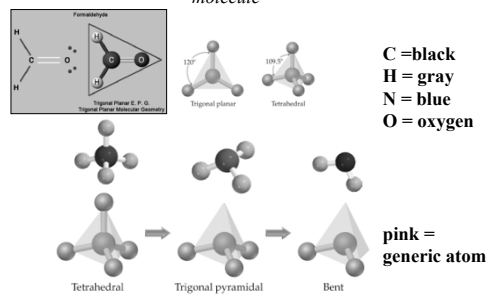 molecule
Formaldehyde
H
C
O
H
H
C
O
H
Trigonal Planar E. P. G.
Trigonal Planar Molecular Geometry
120°
Trigonal planar
109.5°
Tetrahedral
C =black
H = gray
N = blue
O = oxygen
pink =
generic atom
Tetrahedral
Trigonal pyramidal
Bent